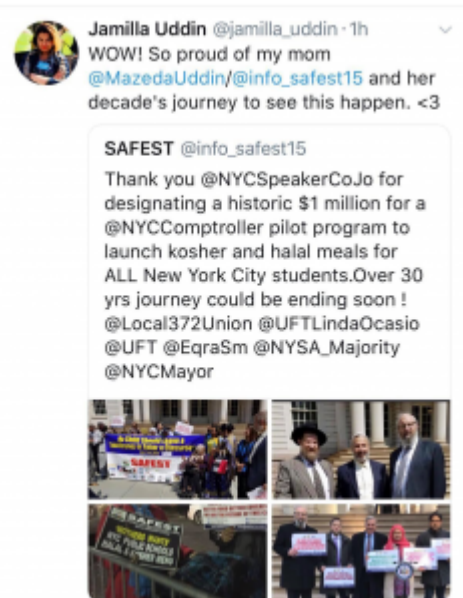 Jamilla Uddin @jamilla_uddin · 1h
WOW! So proud of my mom
@MazedaUddin/@info_safest15 and her
decade's journey to see this happen. <3
SAFEST @info_safest15
Thank you @NYCSpeakerCoJo for
designating a historic $1 million for a
@NYCComptroller pilot program to
launch kosher and halal meals for
ALL New York City students.Over 30
yrs journey could be ending soon !
@Local372Union @UFTLindaOcasio
@UFT @EqraSm @NYSA_Majority
@NYCMayor
SAFEST
SAFEST
NYC PUBLIC SCHOOLS